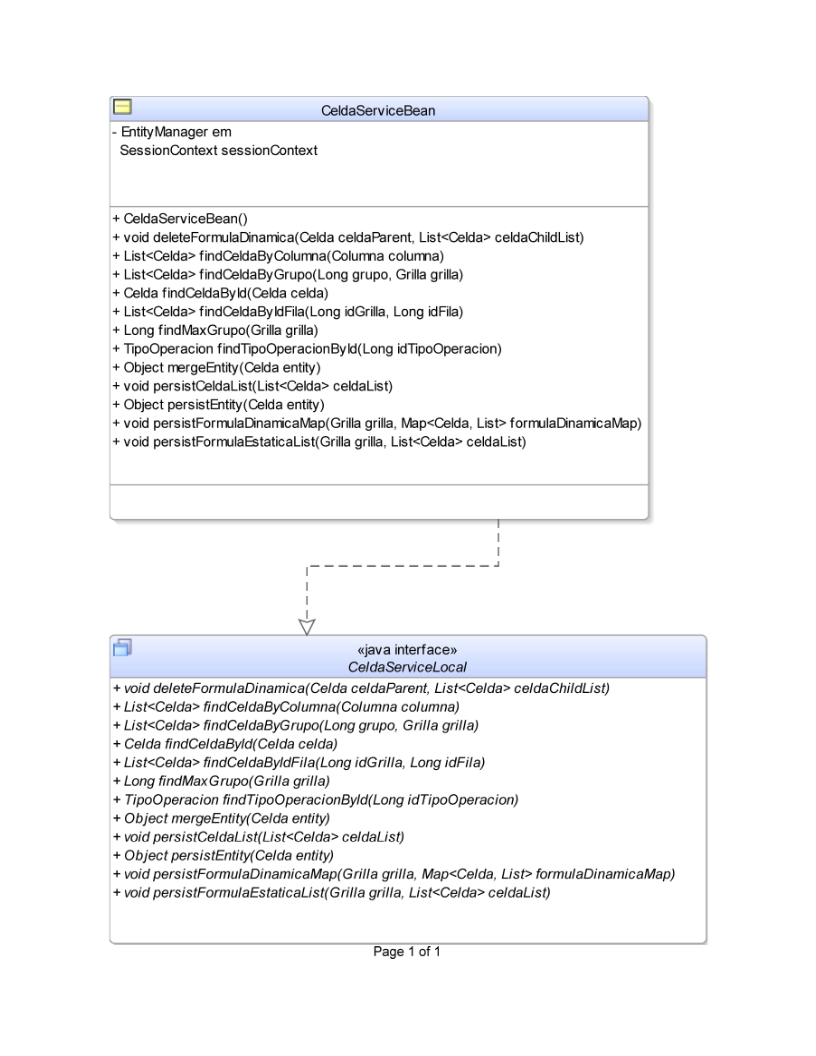 CeldaServiceBean
- EntityManager em
SessionContext sessionContext
+ CeldaServiceBean()
+ void deleteFormulaDinamica(Celda celdaParent, List<Celda> celdaChildList)
+ List<Celda> findCeldaByColumna(Columna columna)
+ List<Celda> findCeldaByGrupo(Long grupo, Grilla grilla)
+ Celda findCeldaById(Celda celda)
+ List<Celda> findCeldaByIdFila(Long idGrilla, Long idFila)
+ Long findMaxGrupo(Grilla grilla)
+ TipoOperacion findTipoOperacionById(Long idTipoOperacion)
+ Object mergeEntity(Celda entity)
+ void persistCeldaList(List<Celda> celdaList)
+ Object persistEntity(Celda entity)
+ void persistFormulaDinamicaMap(Grilla grilla, Map<Celda, List> formulaDinamicaMap)
+ void persistFormulaEstaticaList(Grilla grilla, List<Celda> celdaList)
«java interface»
CeldaServiceLocal
+ void deleteFormulaDinamica(Celda celdaParent, List<Celda> celdaChildList)
+ List<Celda> findCeldaByColumna(Columna columna)
+ List<Celda> findCeldaByGrupo(Long grupo, Grilla grilla)
+ Celda findCeldaById(Celda celda)
+ List<Celda> findCeldaByIdFila(Long idGrilla, Long idFila)
+ Long findMaxGrupo(Grilla grilla)
+ TipoOperacion findTipoOperacionById(Long idTipoOperacion)
+ Object mergeEntity(Celda entity)
+ void persistCeldaList(List<Celda> celdaList)
+ Object persistEntity(Celda entity)
+ void persistFormulaDinamicaMap(Grilla grilla, Map<Celda, List> formulaDinamicaMap)
+ void persistFormulaEstaticaList(Grilla grilla, List<Celda> celdaList)
Page 1 of 1